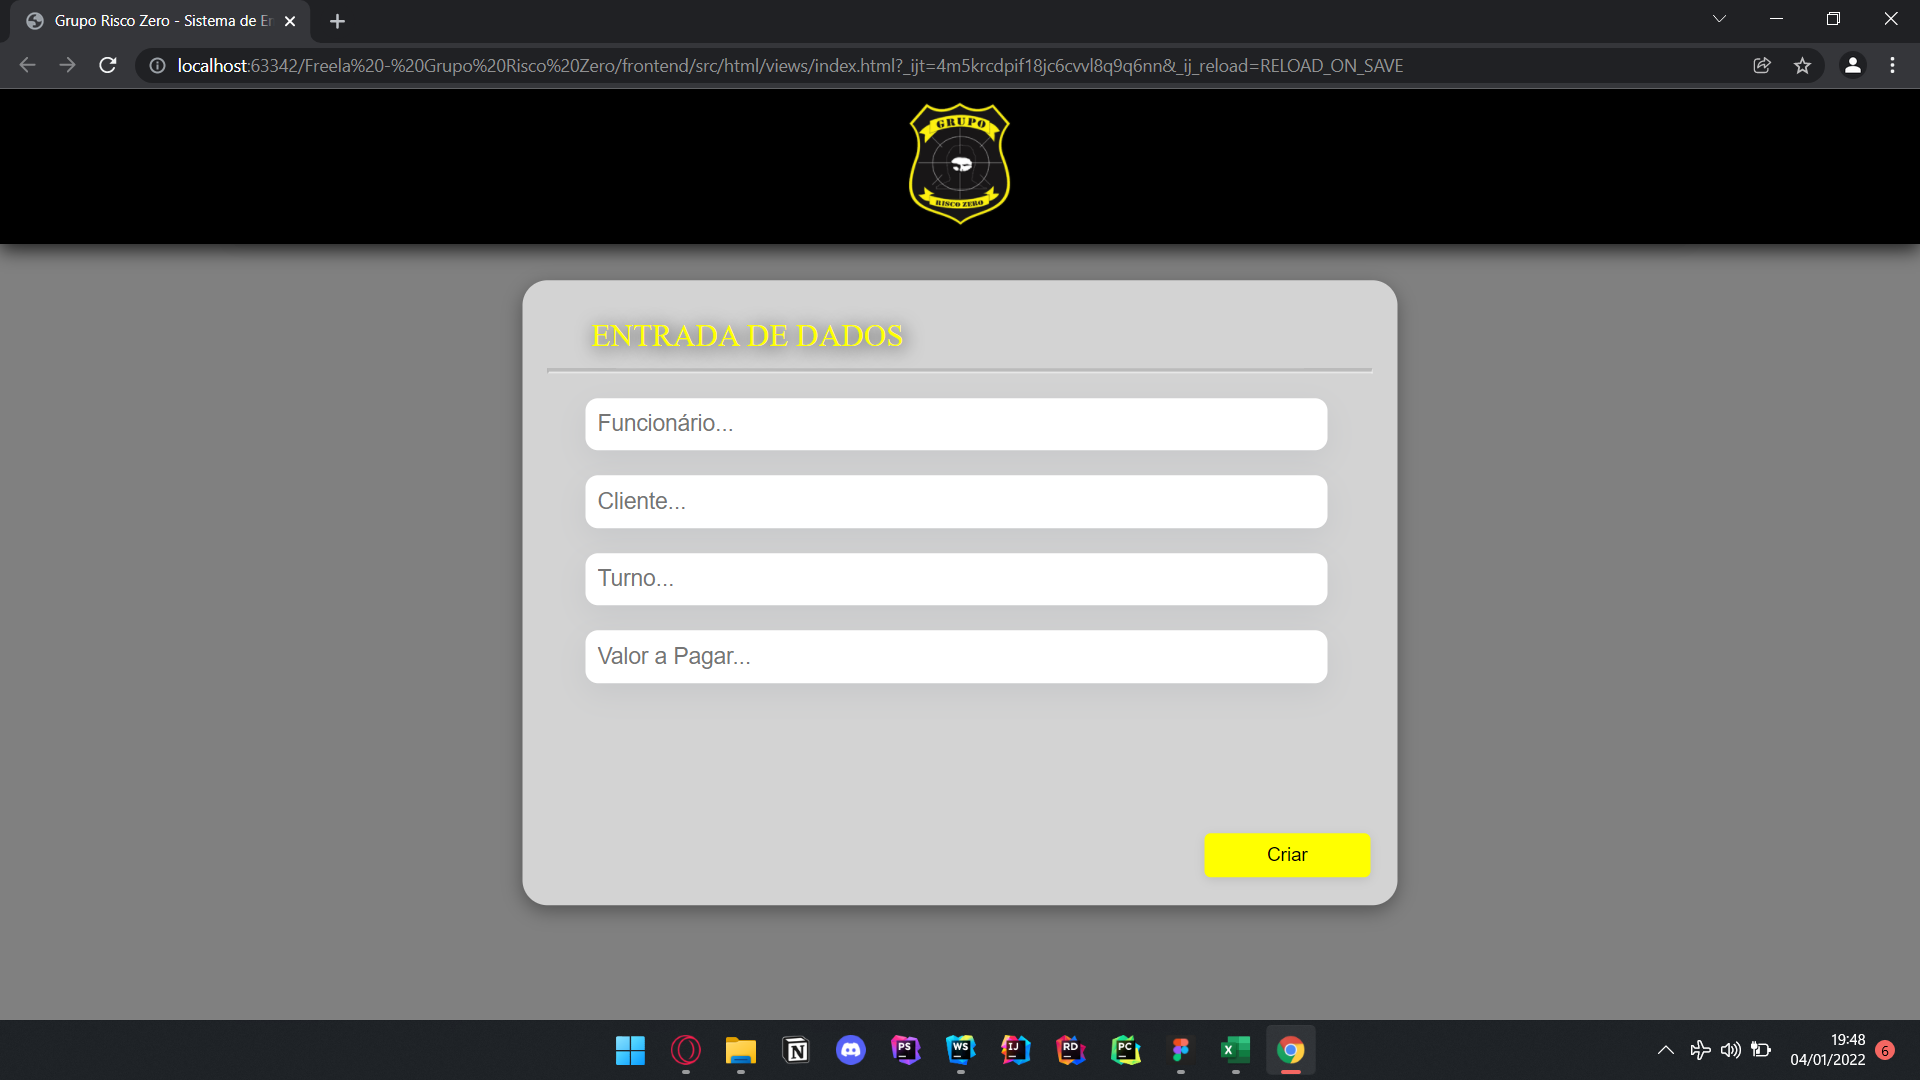 Grupo Risco Zero - Sistema de En
localhost:63342/Freela%20-%20Grupo%20Risco%20Zero/frontend/src/html/views/index.html?_ijt=4m5krcdpif18jc6cvvl8q9q6nn&_ij_reload=RELOAD_ON_SAVE
GRUPO
RISCO ZERO
ENTRADA DE DADOS
Funcionário...
Cliente...
Turno...
Valor a Pagar...
Criar
PS
WS
IJ
RD
PC
X
19:48
04/01/2022
6